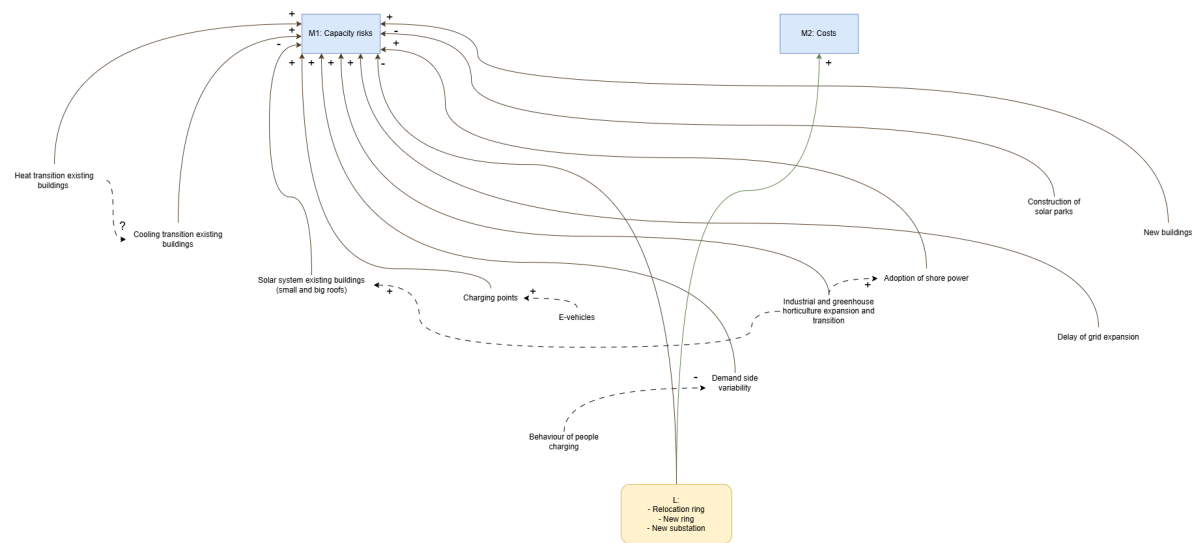 +
+
M1: Capacity risks
M2: Costs
+
-
-
+
+
+
+
+
-
+
Heat transition existing
buildings
?
Cooling transition existing
buildings
Construction of
solar parks
New buildings
Solar system existing buildings
(small and big roofs)
+
Charging points
+
E-vehicles
Industrial and greenhouse
horticulture expansion and
transition
+
Adoption of shore power
Delay of grid expansion
-
Demand side
variability
Behaviour of people
charging
L:
- Relocation ring
- New ring
- New substation